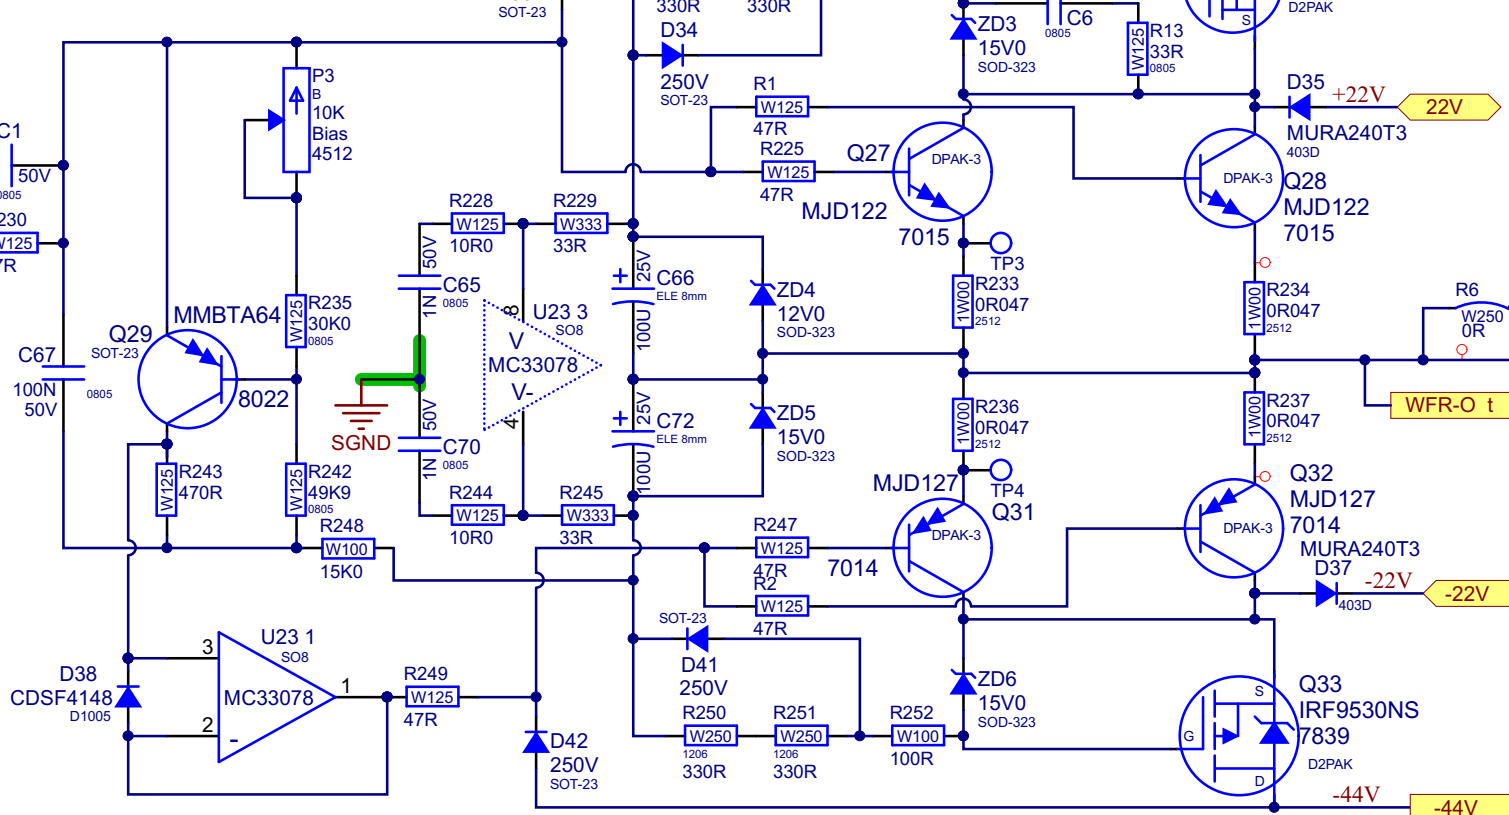 SOT-23
330R
330R
D34
250V
SOT-23
ZD3
15V0
SOD-323
C6
0805
W125
R13
33R
0805
S
D2PAK
D35
+22V
22V
MURA240T3
403D
P3
B
10K
Bias
4512
C1
50V
0805
230
W125
7R
R1
W125
47R
R225
W125
47R
Q27
DPAK-3
MJD122
7015
DPAK-3
Q28
MJD122
7015
TP3
R228
W125
10R0
R229
W333
33R
50V
C65
1N
0805
8
U23 3
SO8
V
MC33078
V-
4
25V
C66
ELE 8mm
100U
ZD4
12V0
SOD-323
1W00
R233
0R047
2512
1W00
R234
0R047
2512
R6
W250
0R
MMBTA64
Q29
SOT-23
8022
W125
R235
30K0
0805
C67
100N
50V
0805
SGND
50V
C70
1N
0805
25V
C72
ELE 8mm
100U
ZD5
15V0
SOD-323
1W00
R236
0R047
2512
1W00
R237
0R047
2512
WFR-O t
W125
R243
470R
W125
R242
49K9
0805
R244
W125
10R0
R245
W333
33R
MJD127
TP4
Q31
DPAK-3
7014
Q32
MJD127
7014
DPAK-3
MURA240T3
D37
403D
-22V
-22V
R248
W100
15K0
R247
W125
47R
R2
W125
47R
U23 1
SO8
3
MC33078
1
2
-
D38
CDSF4148
D1005
R249
W125
47R
D42
250V
SOT-23
SOT-23
D41
250V
R250
W250
1206
330R
R251
W250
1206
330R
R252
W100
100R
ZD6
15V0
SOD-323
S
G
D
Q33
IRF9530NS
7839
D2PAK
-44V
-44V